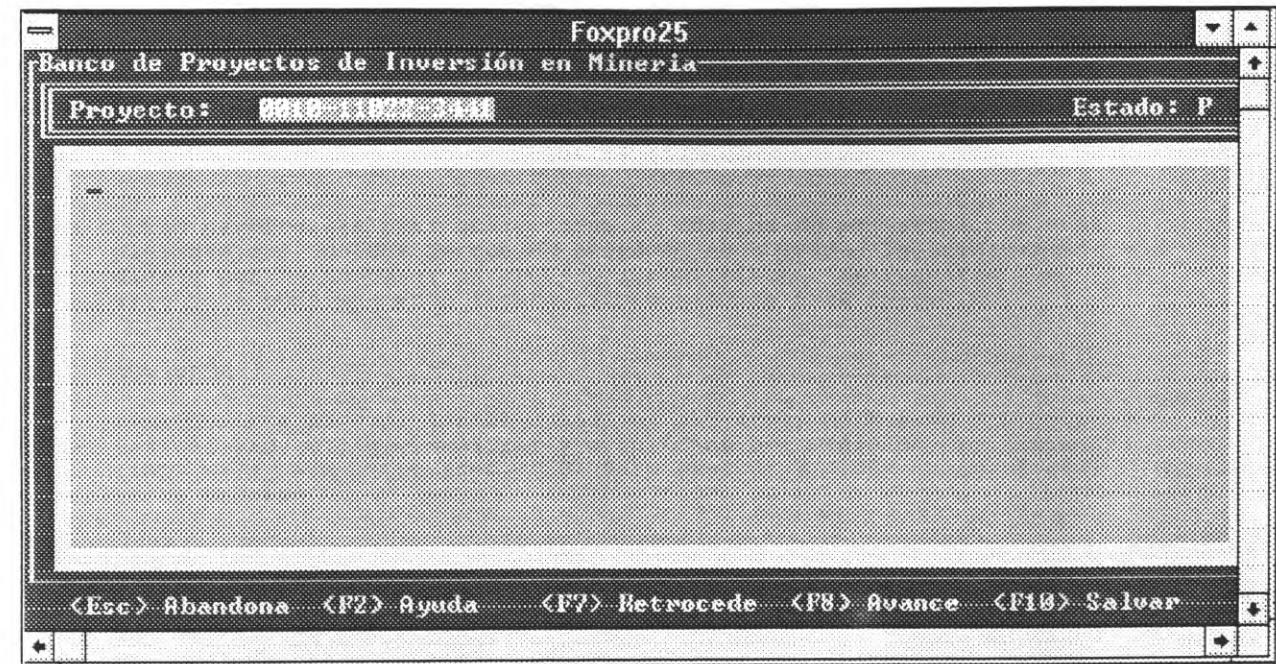 Foxpro25
Banco de Proyectos de Inversión en Mineria
Proyecto: Estado: P
<Esc> Abandona <F2> Ayuda <F7> Retrocede <F8> Avance <F10> Salvar